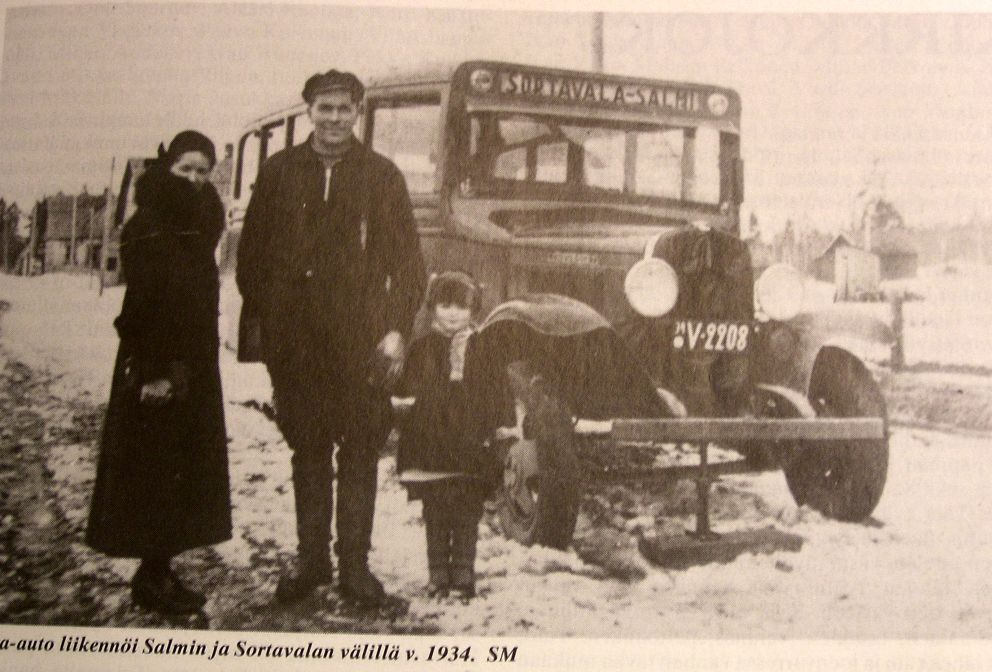 SORTAVALA-SALMI
V-2208
a-auto liikennöi Salmin ja Sortavalan välillä v. 1934. SM